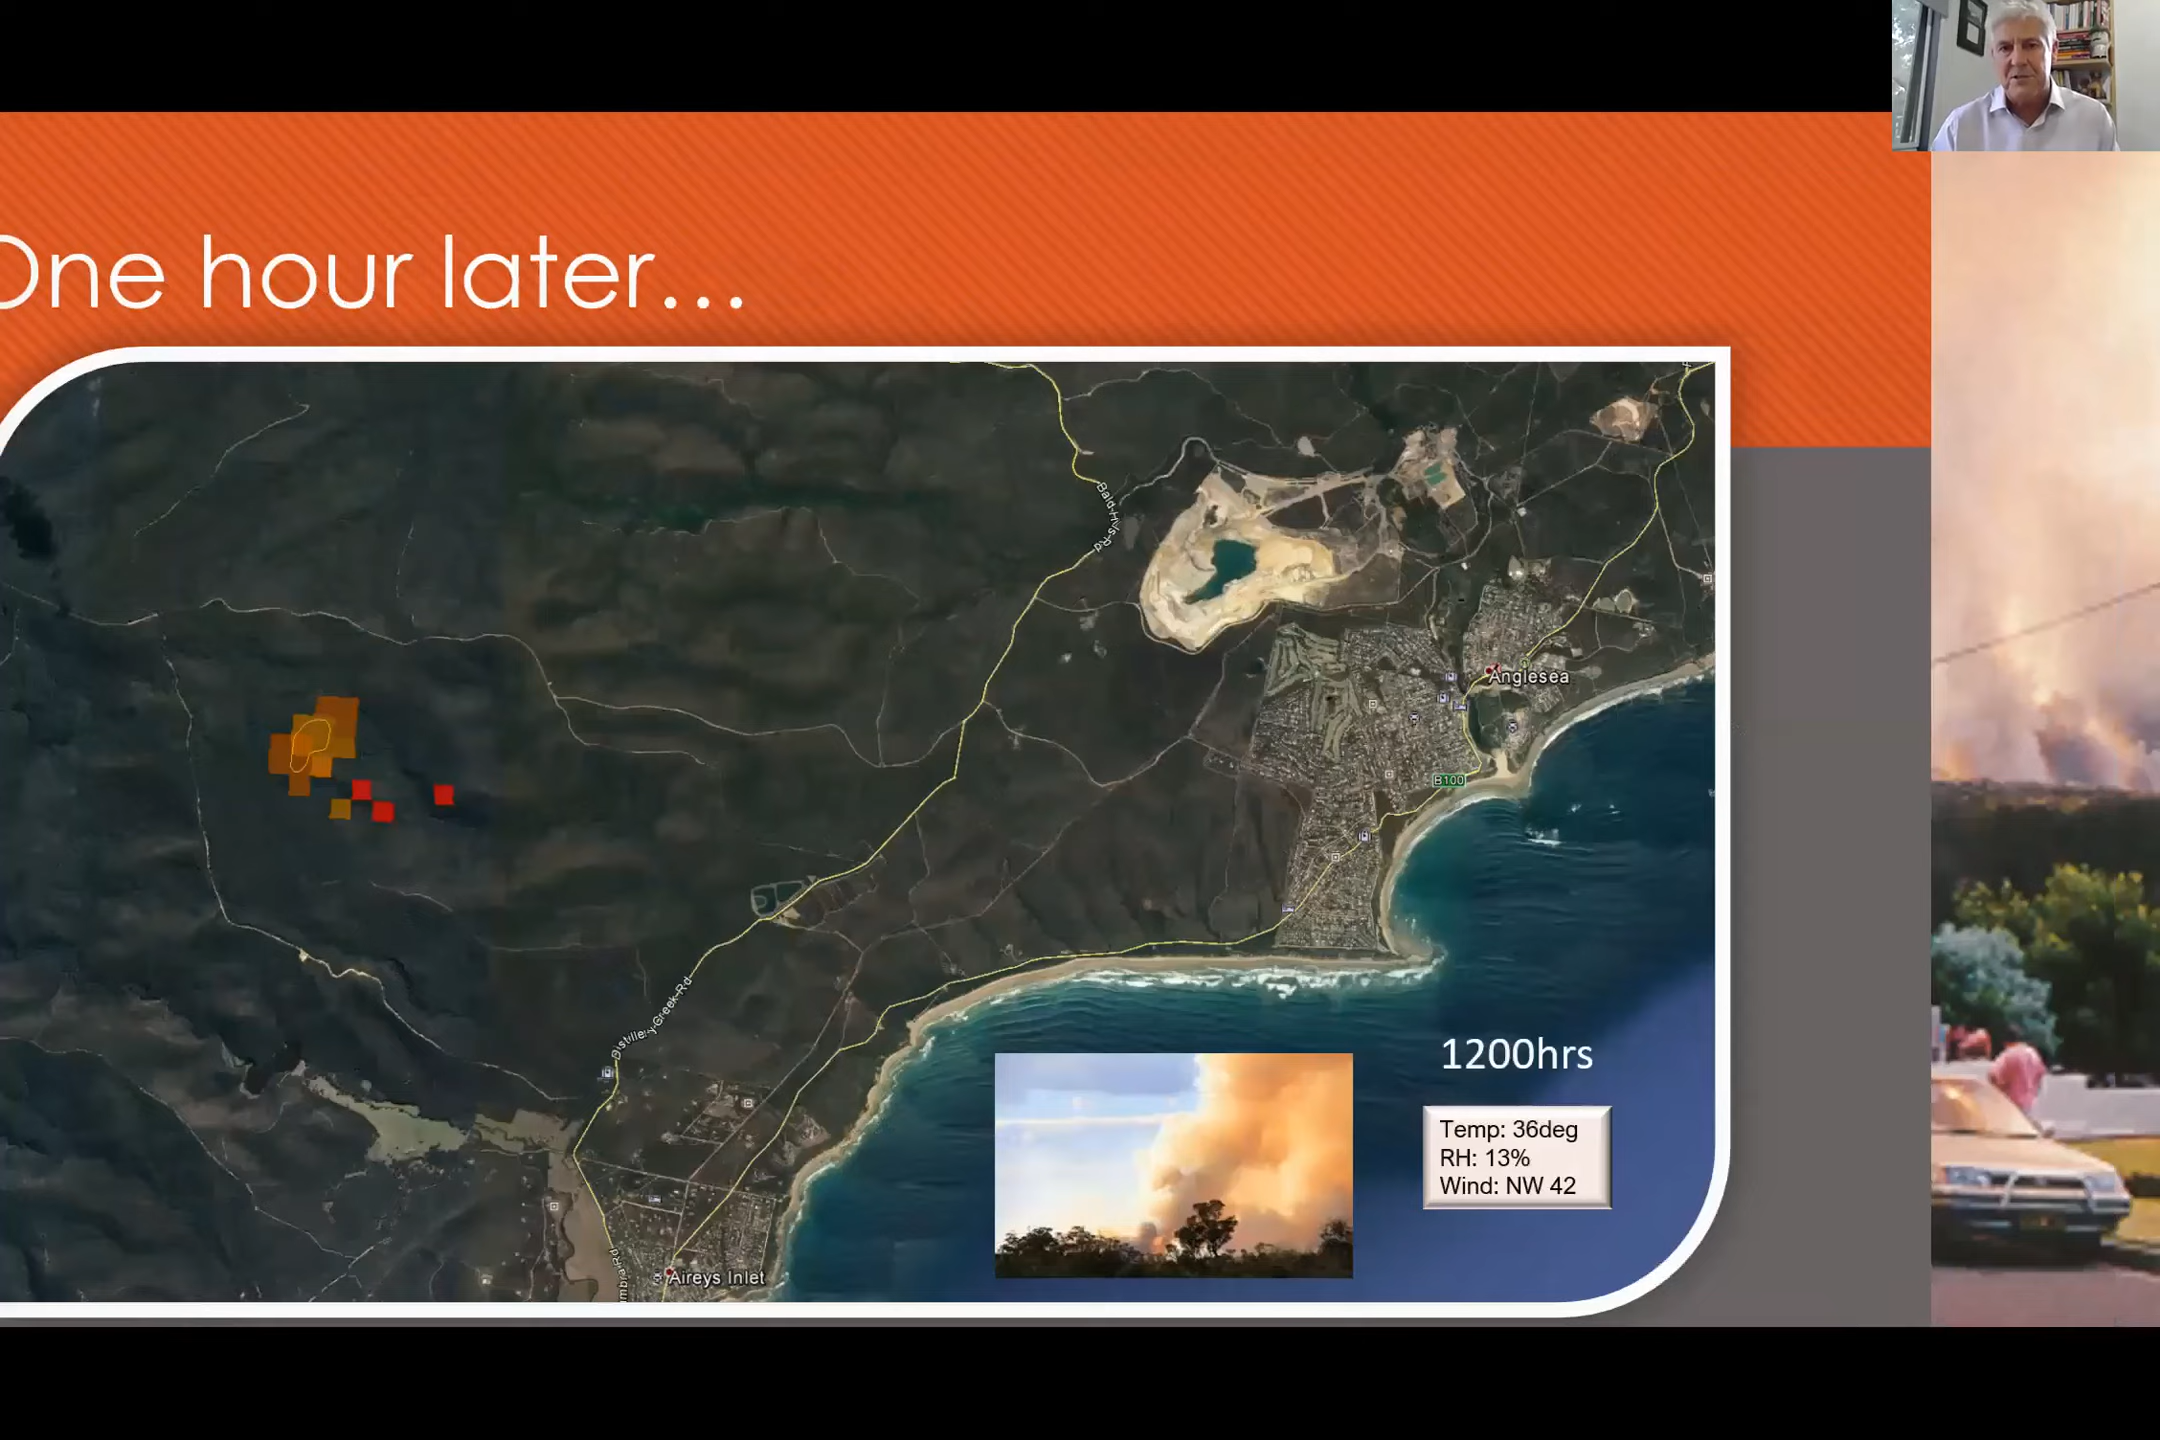 One hour later...
Bald-Hills-Rd
Anglesea
B100
Distillery-Creek-Rd
1200hrs
Temp: 36deg
RH: 13%
Wind: NW 42
Aireys Inlet